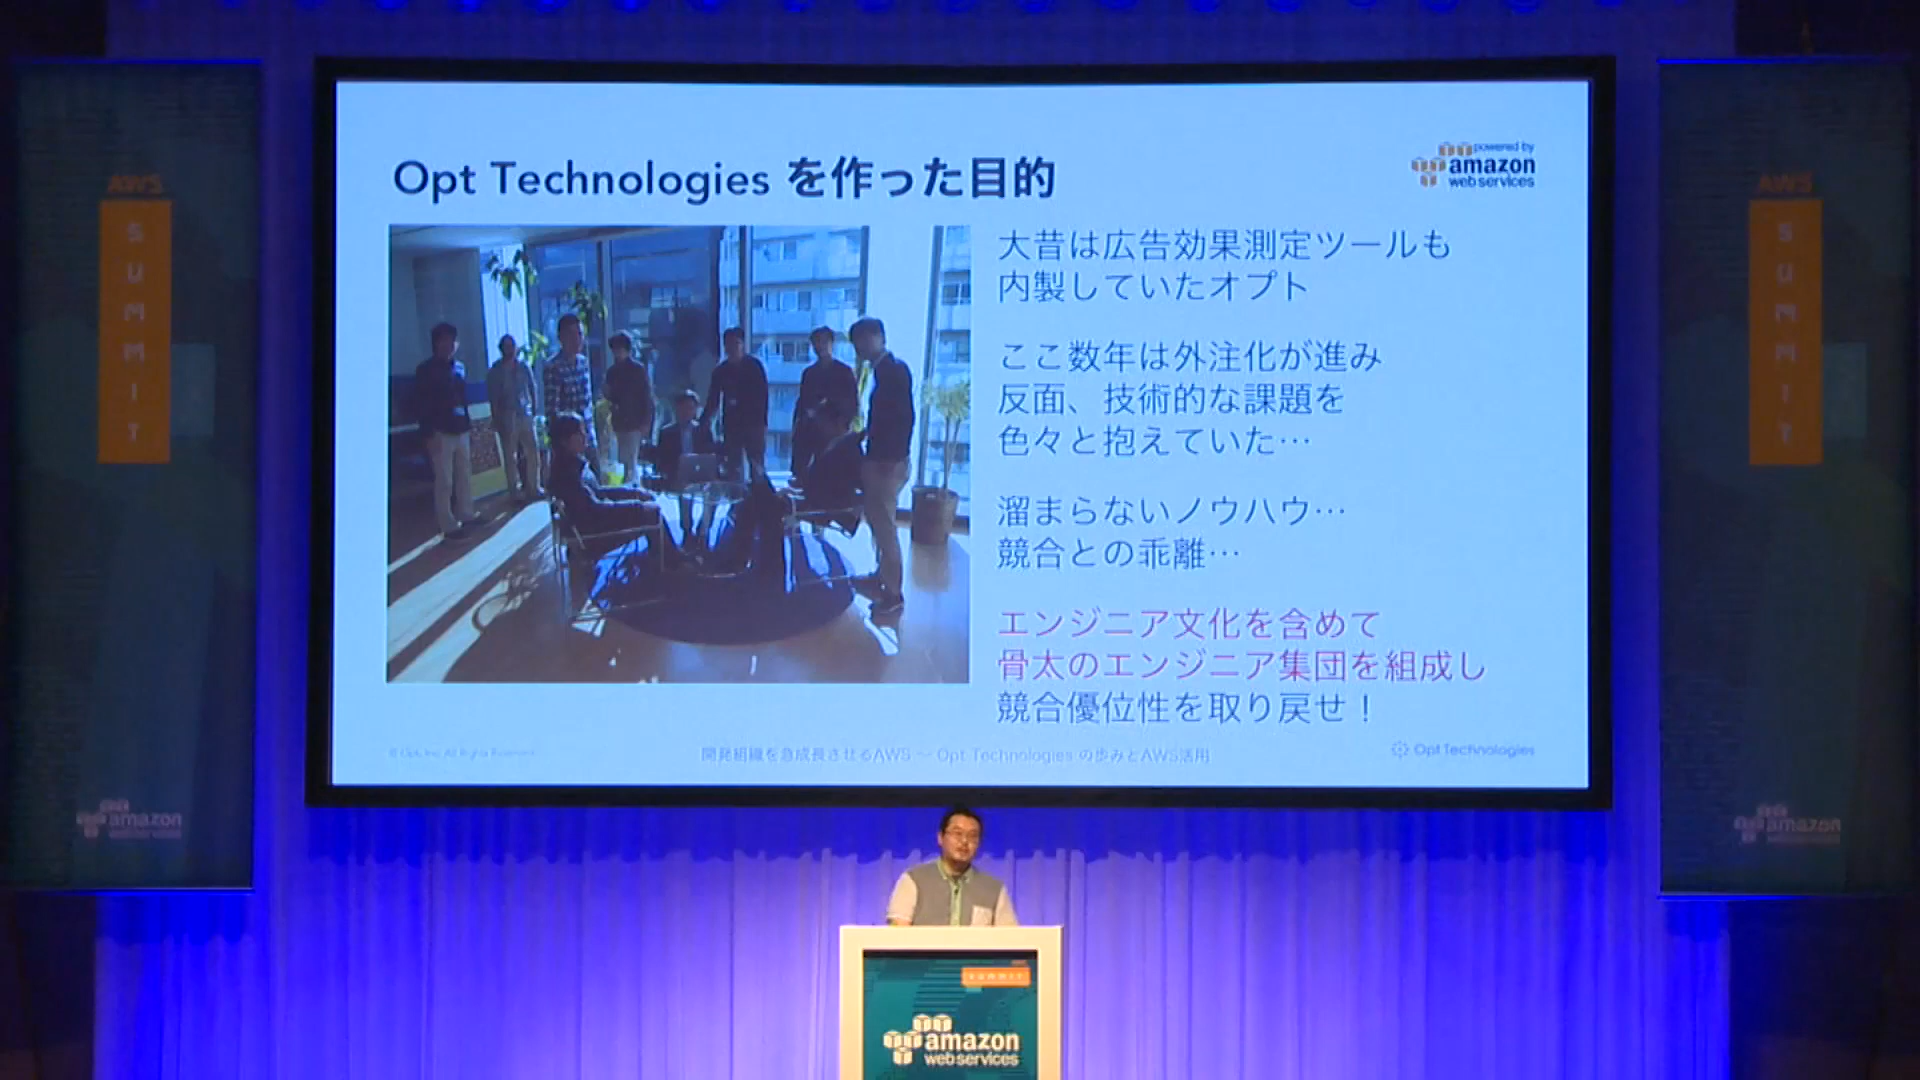 Opt Technologies を作った目的
powered by
amazon
web services
大昔は広告効果測定ツールも
内製していたオプト
ここ数年は外注化が進み
反面、技術的な課題を
色々と抱えていた…
溜まらないノウハウ…
競合との乖離…
エンジニア文化を含めて
骨太のエンジニア集団を組成し
競合優位性を取り戻せ！
© Opt, Inc. All Rights Reserved.
開発組織を急成長させるAWS 〜 Opt Technologies の歩みとAWS活用
Opt Technologies
AWS
SUMMIT
amazon
web services
AWS
SUMMIT
amazon
web services
SUMMIT
amazon
web services